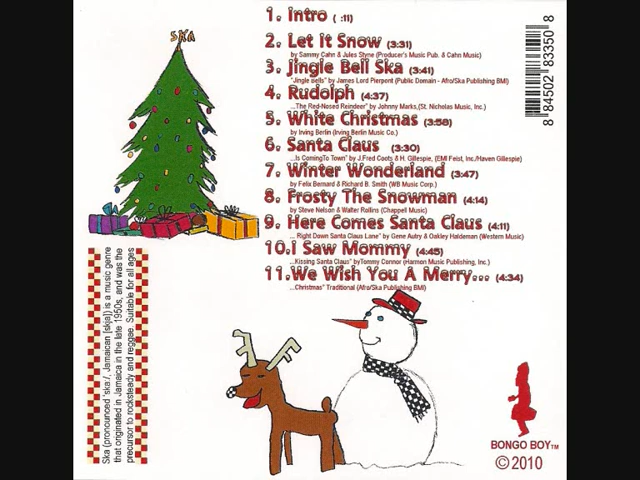 SKA
1. Intro ( :11)
2. Let It Snow (3:31)
by Sammy Cahn & Jules Styne (Producer's Music Pub. & Cahn Music)
3. Jingle Bell Ska (3:41)
"Jingle Bells" by James Lord Pierpont (Public Domain - Afro/Ska Publishing BMI)
4. Rudolph (4:37)
...The Red-Nosed Reindeer" by Johnny Marks,(St. Nicholas Music, Inc.)
5. White Christmas (3:58)
by Irving Berlin (Irving Berlin Music Co.)
6. Santa Claus (3:30)
...Is ComingTo Town" by J.Fred Coots & H. Gillespie, (EMI Feist, Inc./Haven Gillespie)
7. Winter Wonderland (3:47)
by Felix Bernard & Richard B. Smith (WB Music Corp.)
8. Frosty The Snowman (4:14)
by Steve Nelson & Walter Rollins (Chappell Music)
9. Here Comes Santa Claus (4:11)
... Right Down Santa Claus Lane" by Gene Autry & Oakley Haldeman (Western Music)
10.I Saw Mommy (4:45)
...Kissing Santa Claus" byTommy Connor (Harmon Music Publishing, Inc.)
11.We Wish You A Merry... (4:34)
...Christmas" Traditional (Afro/Ska Publishing BMI)
8 84502 83350 8
Ska (pronounced ˈskaː/, Jamaican [skjæ]) is a music genre
that originated in Jamaica in the late 1950s, and was the
precursor to rocksteady and reggae. Suitable for all ages
BONGO BOY™
©2010